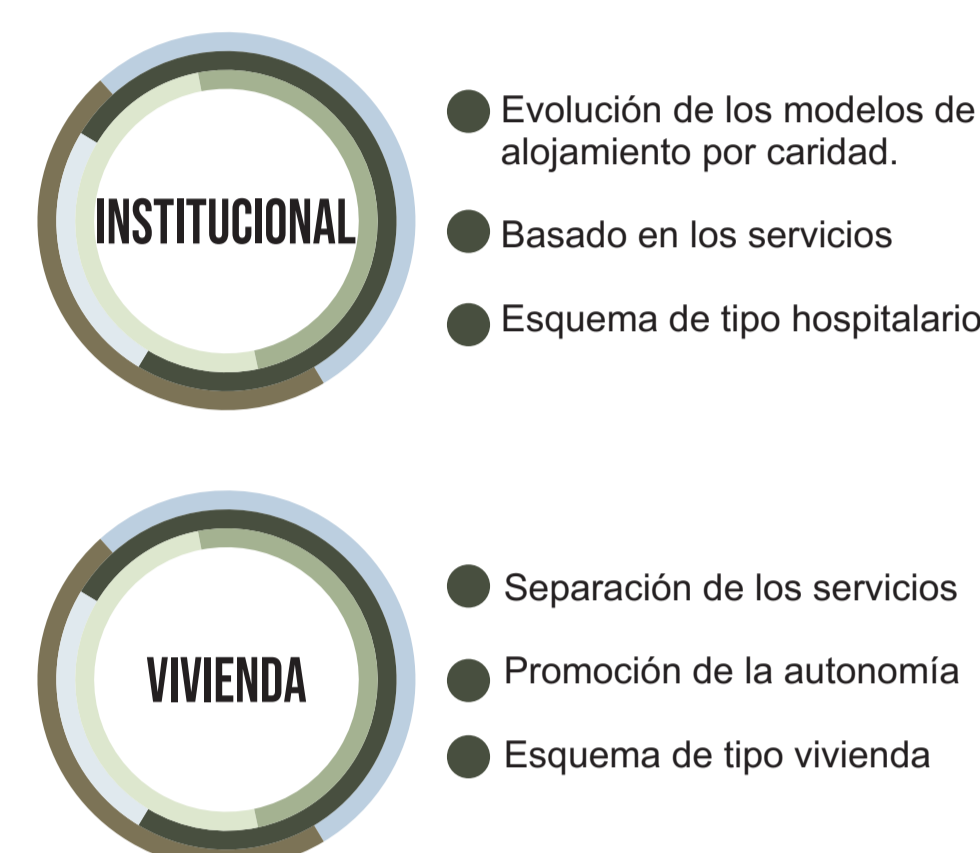 INSTITUCIONAL
Evolución de los modelos de
alojamiento por caridad.
Basado en los servicios
Esquema de tipo hospitalario
VIVIENDA
Separación de los servicios
Promoción de la autonomía
Esquema de tipo vivienda